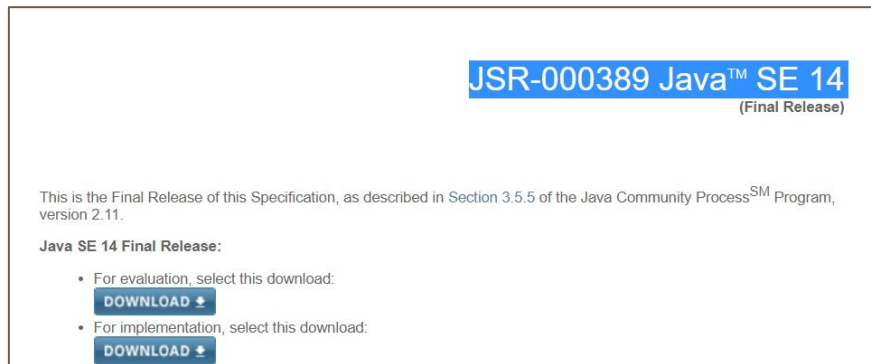 JSR-000389 Java™ SE 14
(Final Release)
This is the Final Release of this Specification, as described in Section 3.5.5 of the Java Community ProcessSM Program,
version 2.11.
Java SE 14 Final Release:
• For evaluation, select this download:
DOWNLOAD
• For implementation, select this download:
DOWNLOAD